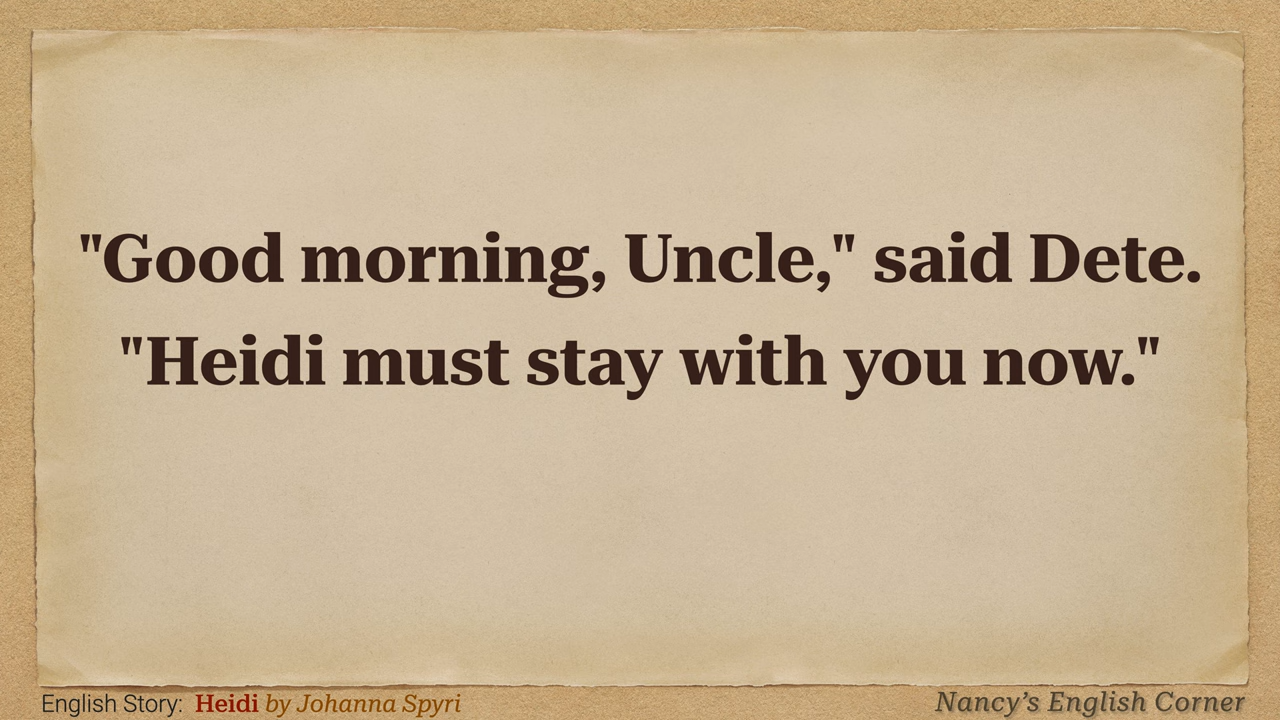 "Good morning, Uncle," said Dete.
"Heidi must stay with you now."
English Story: Heidi by Johanna Spyri
Nancy’s English Corner